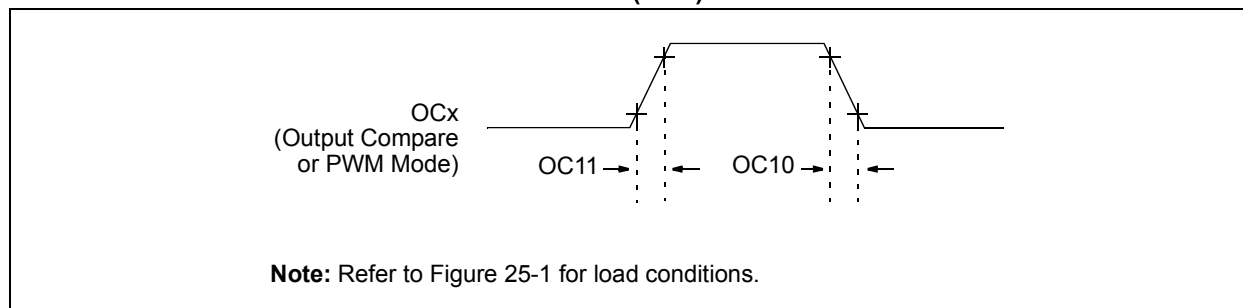 OCx
(Output Compare
or PWM Mode)
OC11
OC10
Note: Refer to Figure 25-1 for load conditions.